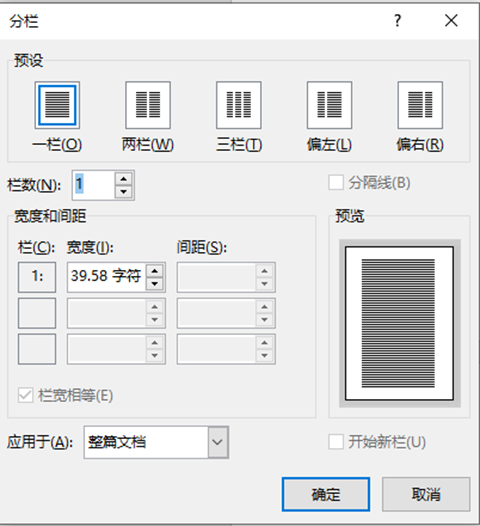 分栏 ? ×
预设
一栏(O) 两栏(W) 三栏(T) 偏左(L) 偏右(R)
栏数(N): 1 分隔线(B)
宽度和间距 预览
栏(C): 宽度(I): 间距(S):
1: 39.58 字符
栏宽相等(E)
应用于(A): 整篇文档 开始新栏(U)
确定 取消